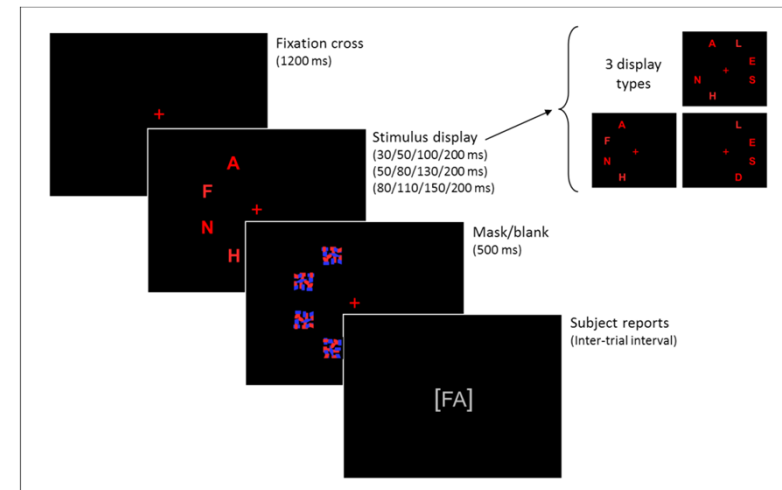 Fixation cross
(1200 ms)
+
Stimulus display
(30/50/100/200 ms)
(50/80/130/200 ms)
(80/110/150/200 ms)
A
F
+
N
H
Mask/blank
(500 ms)
+
Subject reports
(Inter-trial interval)
[FA]
3 display
types
A L
E
+
N S
H
A
F
+
N
H
L
E
+
S
D